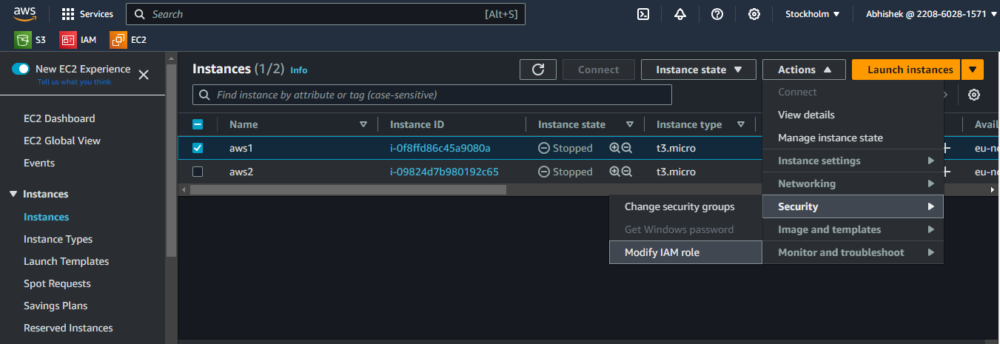 aws Services Search [Alt+S] Stockholm Abhishek @ 2208-6028-1571
S3 IAM EC2
New EC2 Experience
Tell us what you think
EC2 Dashboard
EC2 Global View
Events
Instances
Instances
Instance Types
Launch Templates
Spot Requests
Savings Plans
Reserved Instances
Instances (1/2) Info Connect Instance state Actions Launch instances
Find instance by attribute or tag (case-sensitive)
Name Instance ID Instance state Instance type
aws1 i-0f8ffd86c45a9080a Stopped t3.micro
aws2 i-09824d7b980192c65 Stopped t3.micro
Connect
View details
Manage instance state
Instance settings
Networking
Security
Image and templates
Monitor and troubleshoot
Change security groups
Get Windows password
Modify IAM role